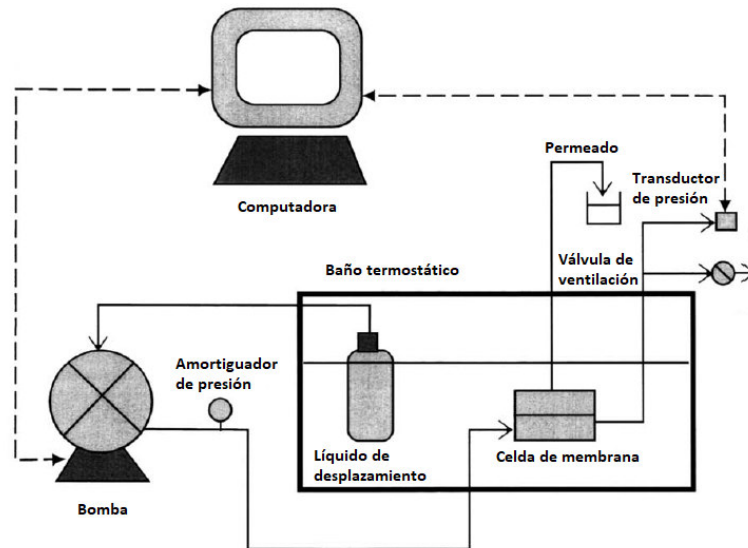 Computadora
Permeado
Transductor
de presión
Válvula de
ventilación
Baño termostático
Amortiguador
de presión
Líquido de
desplazamiento
Celda de membrana
Bomba